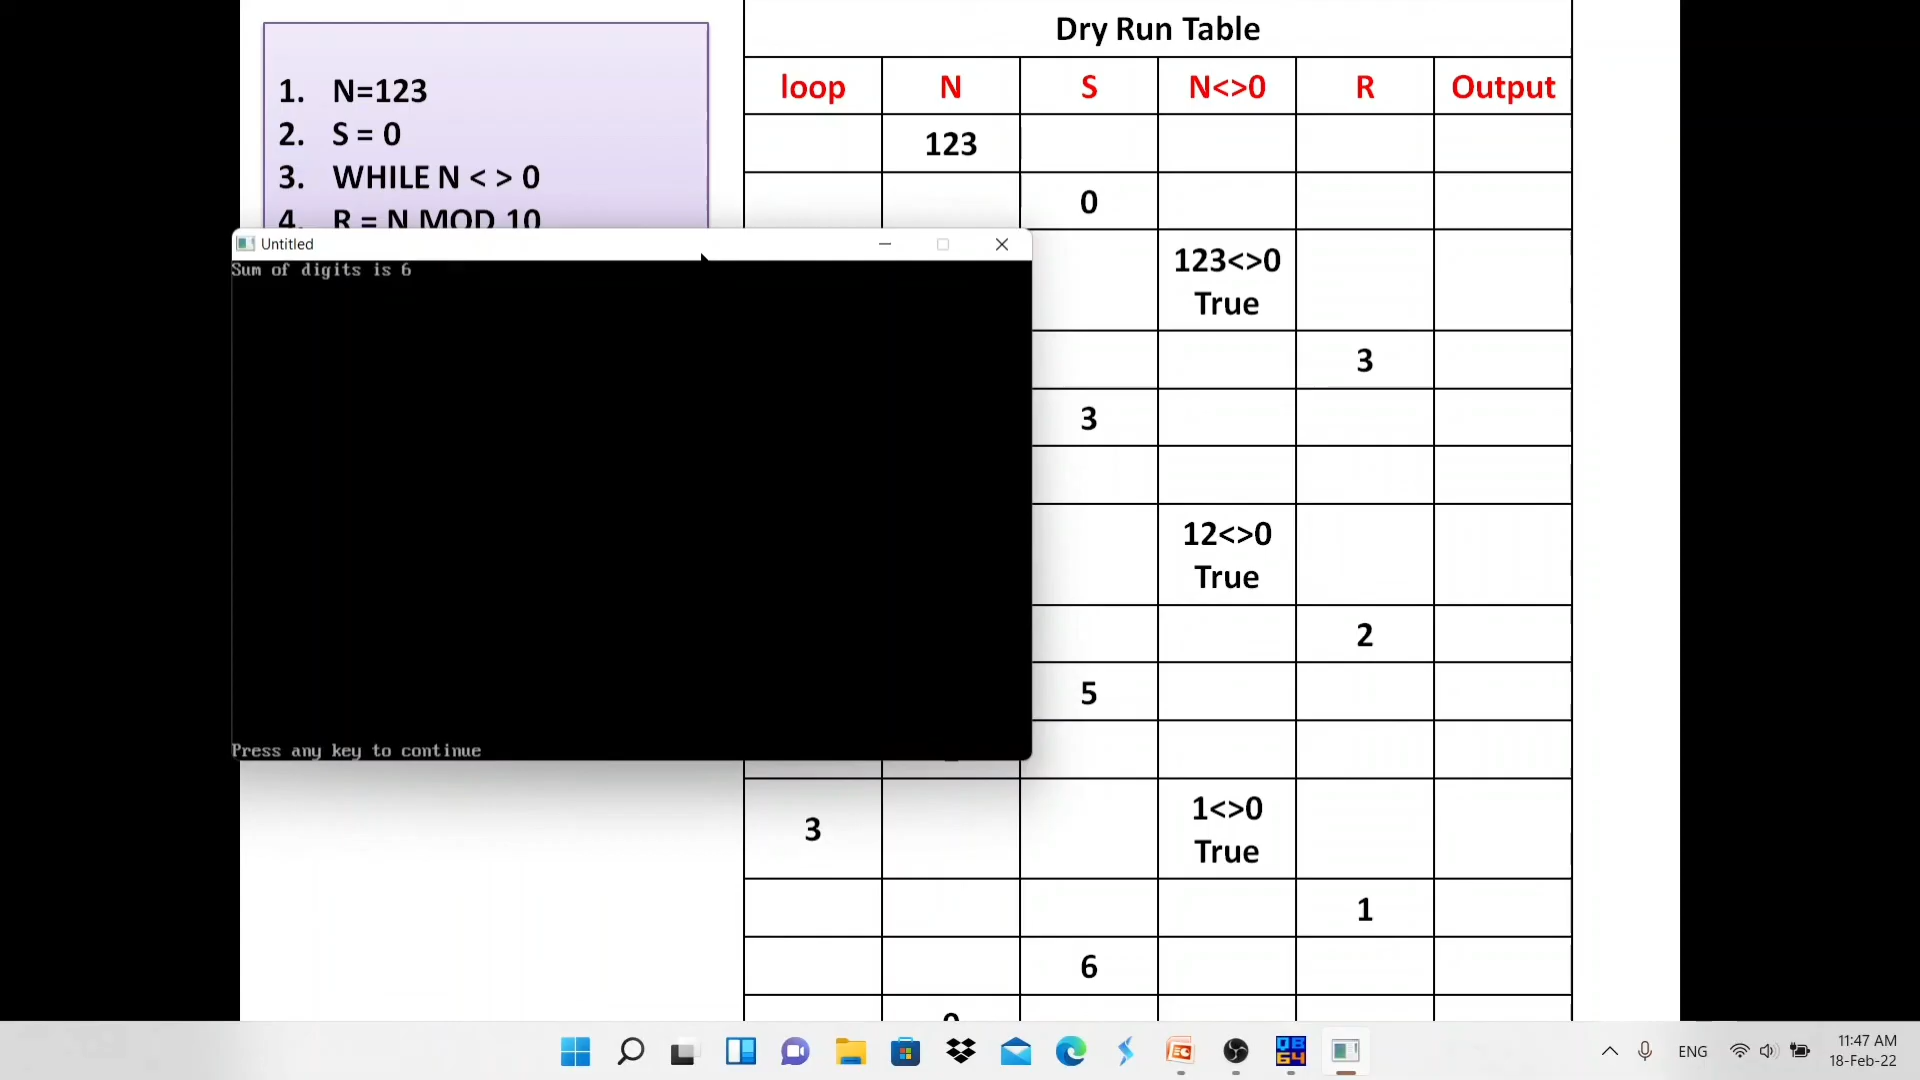 1. N=123
2. S = 0
3. WHILE N < > 0
4. R = N MOD 10
Untitled
Sum of digits is 6
Press any key to continue
Dry Run Table
loop N S N<>0 R Output
123
0
123<>0
True
3
3
12<>0
True
2
5
3 1<>0
True
1
6
ENG
11:47 AM
18-Feb-22